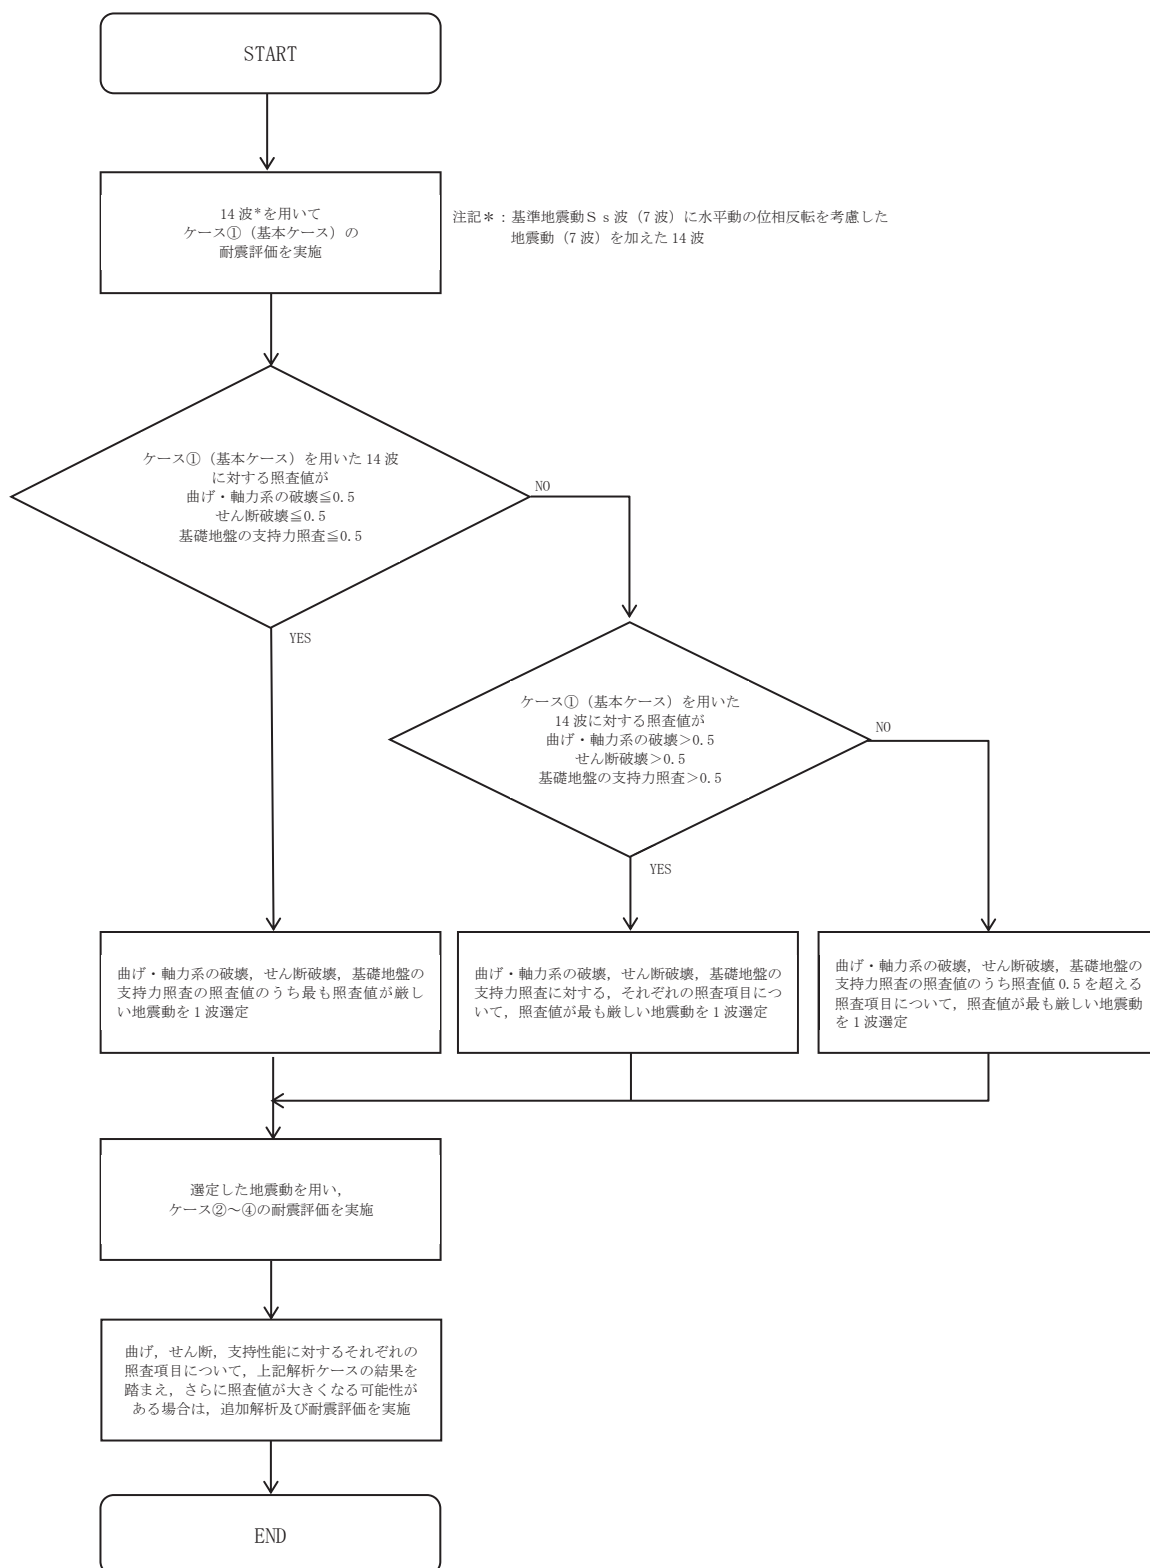 START
14 波*を用いて
ケース①（基本ケース）の
耐震評価を実施
注記＊：基準地震動Ｓｓ波（7 波）に水平動の位相反転を考慮した
地震動（7 波）を加えた 14 波
ケース①（基本ケース）を用いた 14 波
に対する照査値が
曲げ・軸力系の破壊≦0.5
せん断破壊≦0.5
基礎地盤の支持力照査≦0.5
NO
YES
ケース①（基本ケース）を用いた
14 波に対する照査値が
曲げ・軸力系の破壊＞0.5
せん断破壊＞0.5
基礎地盤の支持力照査＞0.5
NO
YES
曲げ・軸力系の破壊，せん断破壊，基礎地盤の
支持力照査の照査値のうち最も照査値が厳し
い地震動を 1 波選定
曲げ・軸力系の破壊，せん断破壊，基礎地盤の
支持力照査に対する，それぞれの照査項目につ
いて，照査値が最も厳しい地震動を 1 波選定
曲げ・軸力系の破壊，せん断破壊，基礎地盤の
支持力照査の照査値のうち照査値 0.5 を超える
照査項目について，照査値が最も厳しい地震動
を 1 波選定
選定した地震動を用い，
ケース②～④の耐震評価を実施
曲げ，せん断，支持性能に対するそれぞれの
照査項目について，上記解析ケースの結果を
踏まえ，さらに照査値が大きくなる可能性が
ある場合は，追加解析及び耐震評価を実施
END